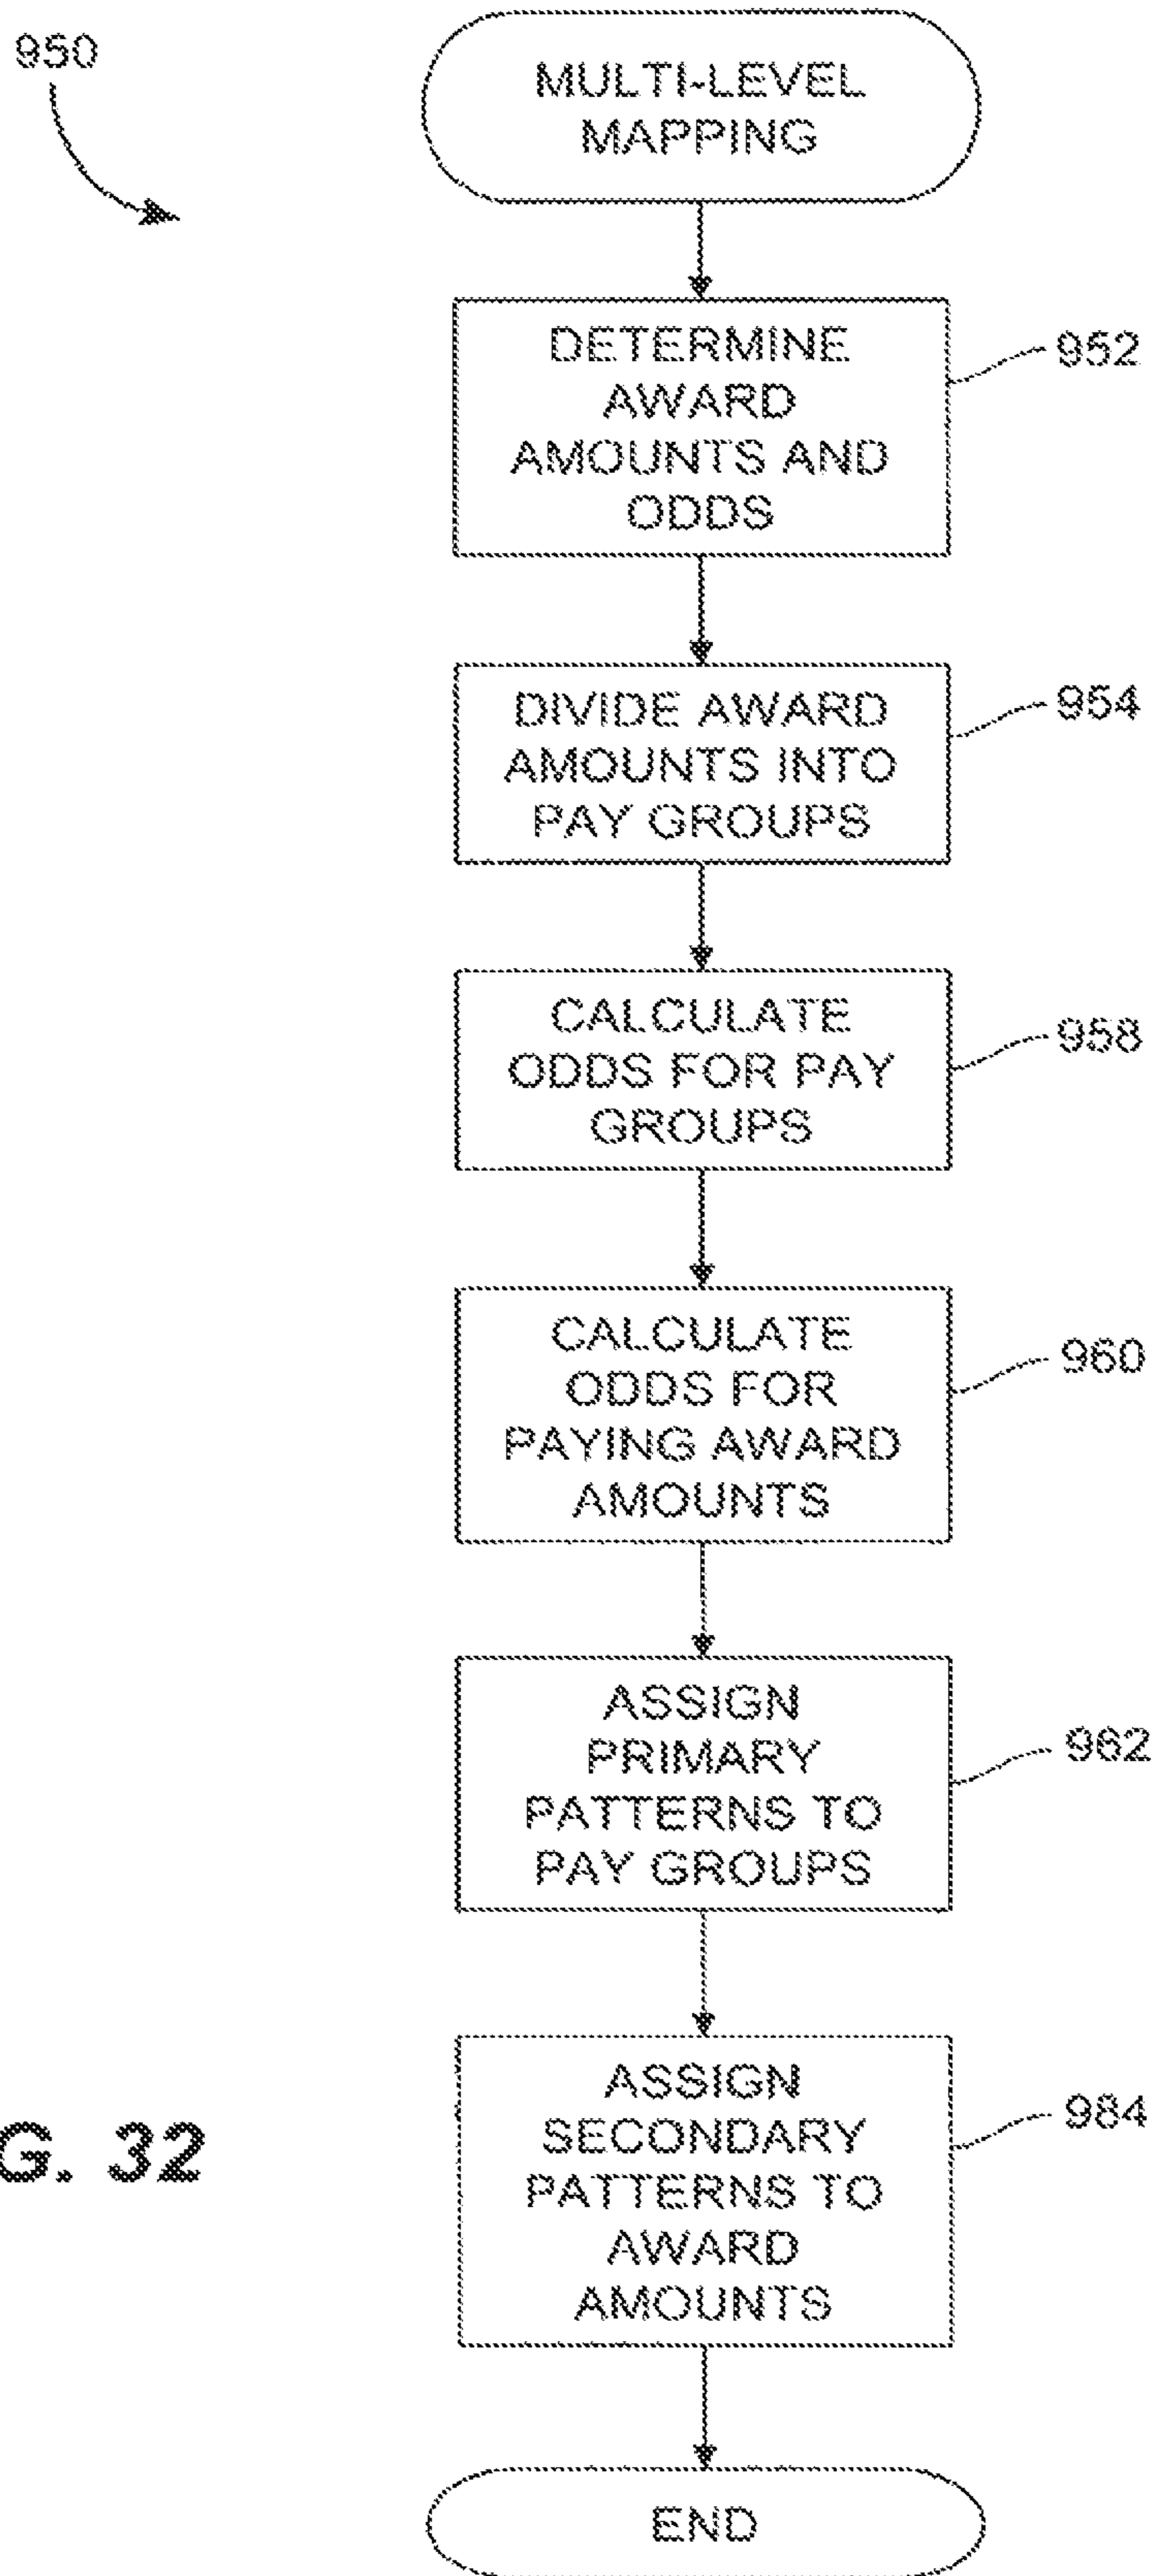 950
MULTI-LEVEL
MAPPING
DETERMINE
AWARD
AMOUNTS AND
ODDS
952
DIVIDE AWARD
AMOUNTS INTO
PAY GROUPS
954
CALCULATE
ODDS FOR PAY
GROUPS
958
CALCULATE
ODDS FOR
PAYING AWARD
AMOUNTS
960
ASSIGN
PRIMARY
PATTERNS TO
PAY GROUPS
962
ASSIGN
SECONDARY
PATTERNS TO
AWARD
AMOUNTS
984
G. 32
END